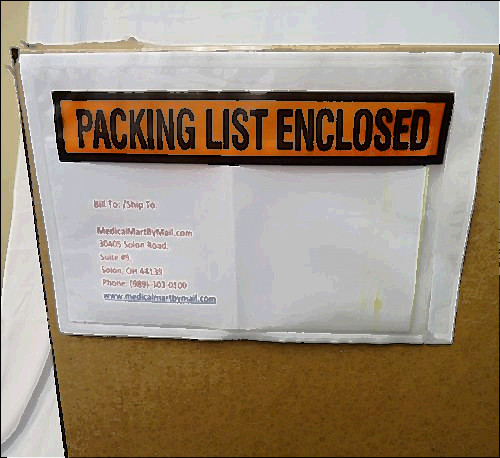 PACKING LIST ENCLOSED
Bill To: /Ship To:
MedicalMartByMail.com
30405 Solon Road,
Suite #9
Solon, OH 44139
Phone: (989)-303-0100
www.medicalmartbymail.com